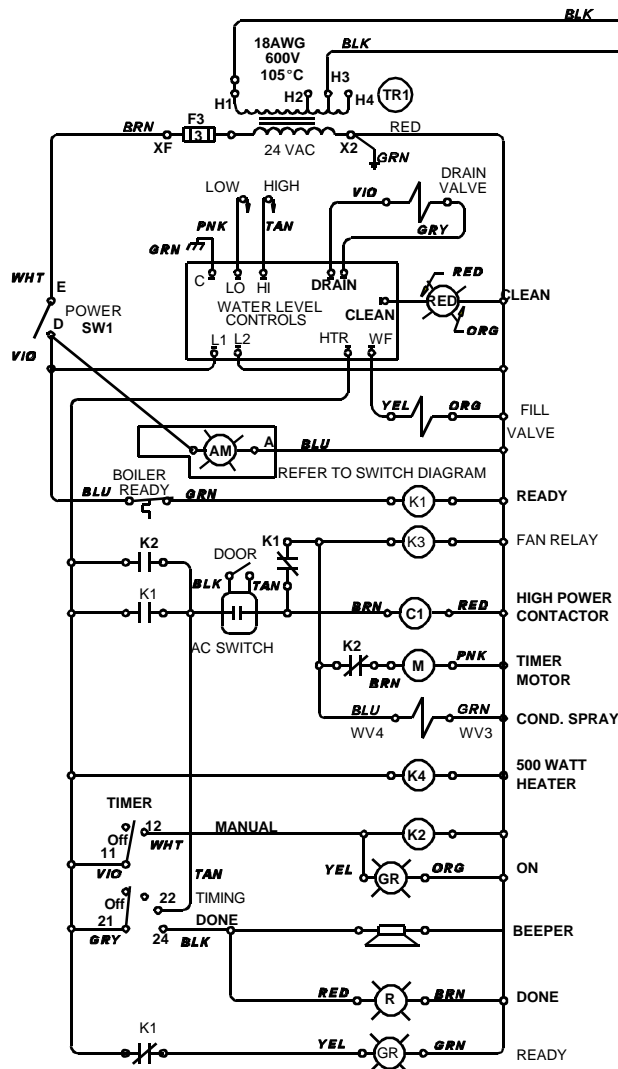 BLK
18AWG
600V
105°C
BLK
H1 H2 H3 H4 TR1
BRN F3 3 XF
24 VAC X2 RED
GRN
LOW HIGH
VIO DRAIN VALVE
PNK TAN GRY
GRN
WHT E
C LO HI DRAIN
RED
WATER LEVEL CONTROLS
CLEAN RED CLEAN
POWER SW1
D
ORG
VIO
L1 L2 HTR WF
YEL ORG FILL VALVE
AM A BLU
REFER TO SWITCH DIAGRAM
BOILER READY
BLU GRN K1 READY
K2 DOOR K1 K3 FAN RELAY
BLK TAN
K1 BRN C1 RED HIGH POWER CONTACTOR
AC SWITCH
K2 BRN M PNK TIMER MOTOR
BLU GRN COND. SPRAY
WV4 WV3
K4 500 WATT HEATER
TIMER
Off 12 MANUAL K2
11 WHT
VIO
YEL GR ORG ON
TAN
Off 22 TIMING
21 DONE BEEPER
GRY 24 BLK
RED R BRN DONE
K1 YEL GR GRN READY